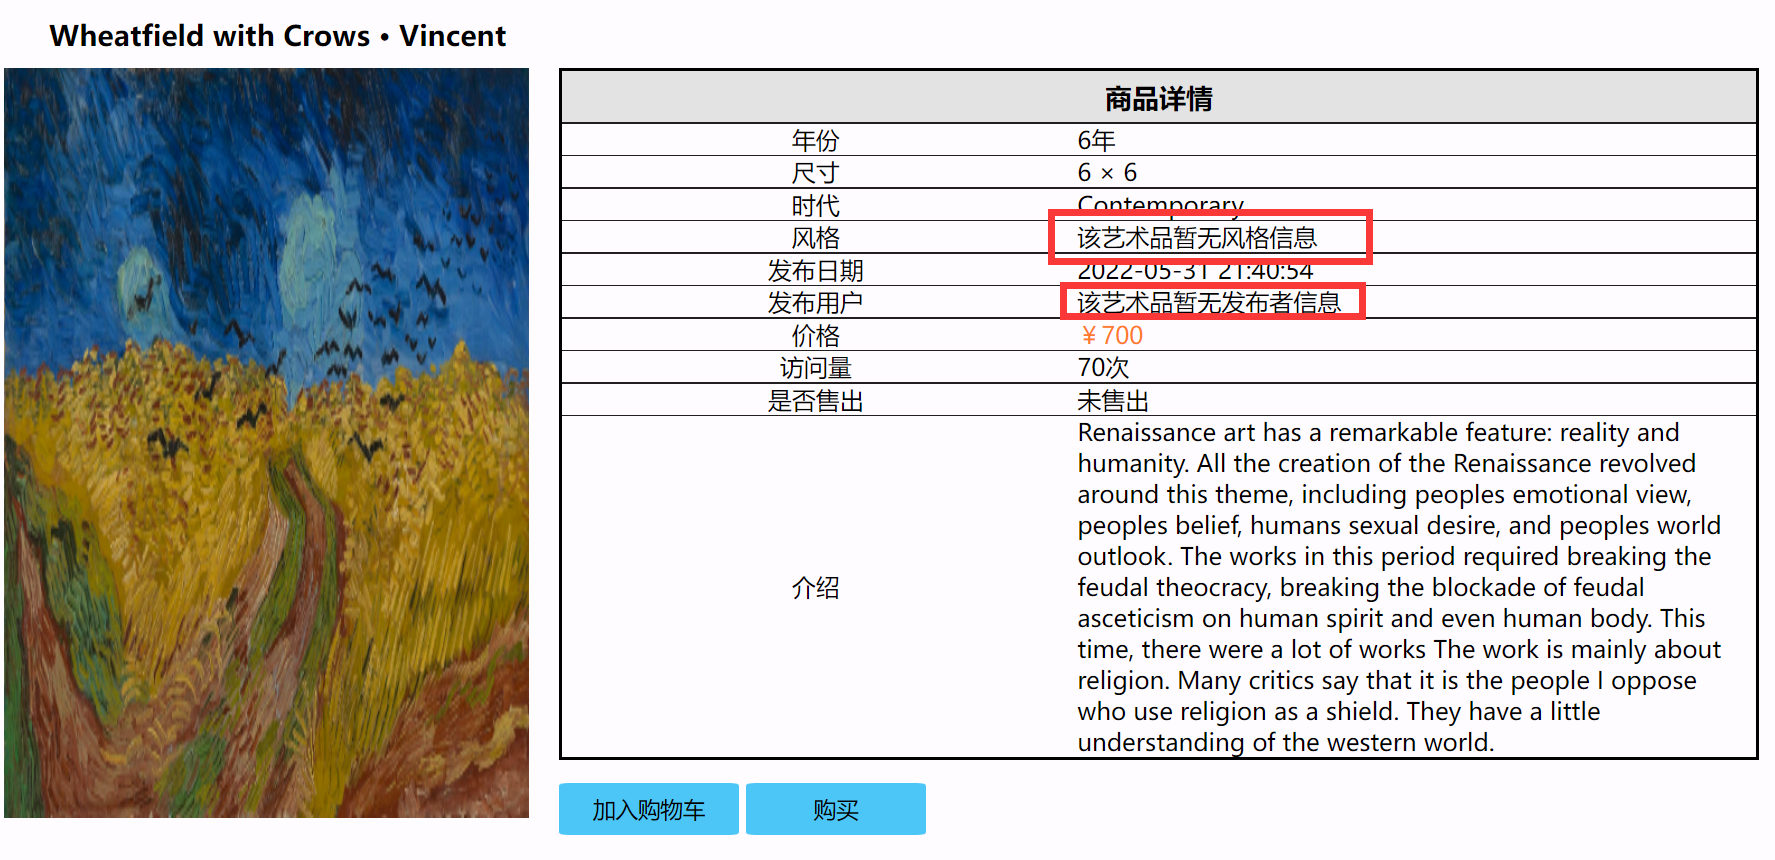 Wheatfield with Crows • Vincent
商品详情
年份 6年
尺寸 6 × 6
时代 Contemporary
风格 该艺术品暂无风格信息
发布日期 2022-05-31 21:40:54
发布用户 该艺术品暂无发布者信息
价格 ￥700
访问量 70次
是否售出 未售出
介绍
Renaissance art has a remarkable feature: reality and
humanity. All the creation of the Renaissance revolved
around this theme, including peoples emotional view,
peoples belief, humans sexual desire, and peoples world
outlook. The works in this period required breaking the
feudal theocracy, breaking the blockade of feudal
asceticism on human spirit and even human body. This
time, there were a lot of works The work is mainly about
religion. Many critics say that it is the people I oppose
who use religion as a shield. They have a little
understanding of the western world.
加入购物车 购买